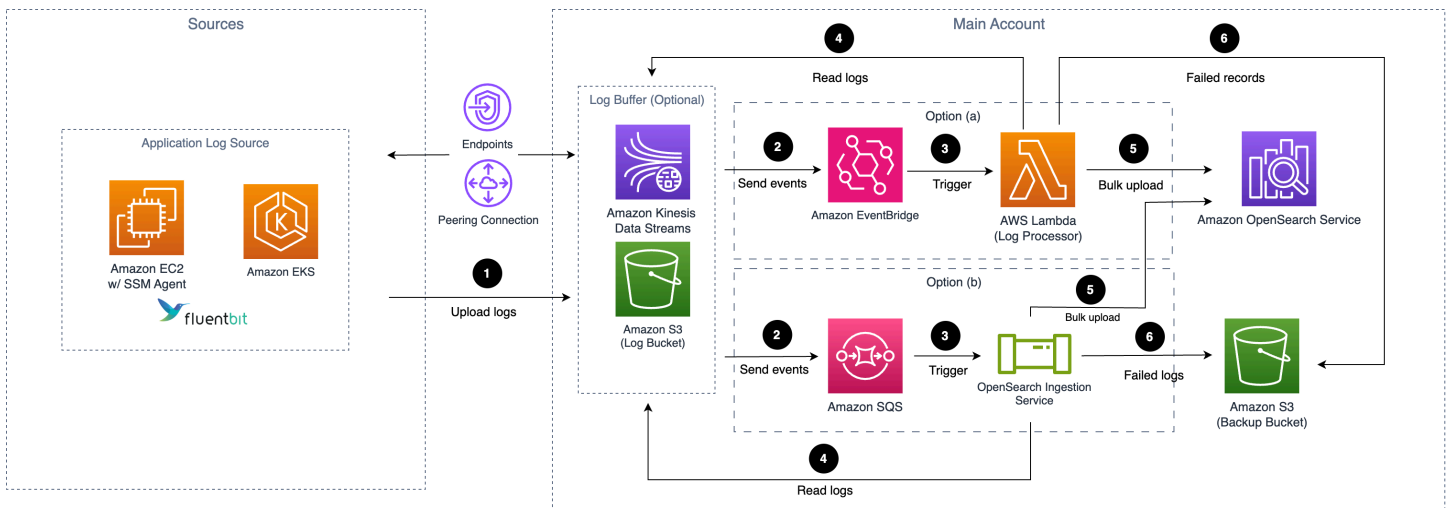 Sources
Application Log Source
Amazon EC2
w/ SSM Agent
Amazon EKS
fluentbit
Endpoints
Peering Connection
1
Upload logs
Main Account
Log Buffer (Optional)
Amazon Kinesis
Data Streams
Amazon S3
(Log Bucket)
4
Read logs
6
Failed records
Option (a)
2
Send events
Amazon EventBridge
3
Trigger
AWS Lambda
(Log Processor)
5
Bulk upload
Amazon OpenSearch Service
Option (b)
2
Send events
Amazon SQS
3
Trigger
OpenSearch Ingestion
Service
5
Bulk upload
6
Failed logs
Amazon S3
(Backup Bucket)
4
Read logs